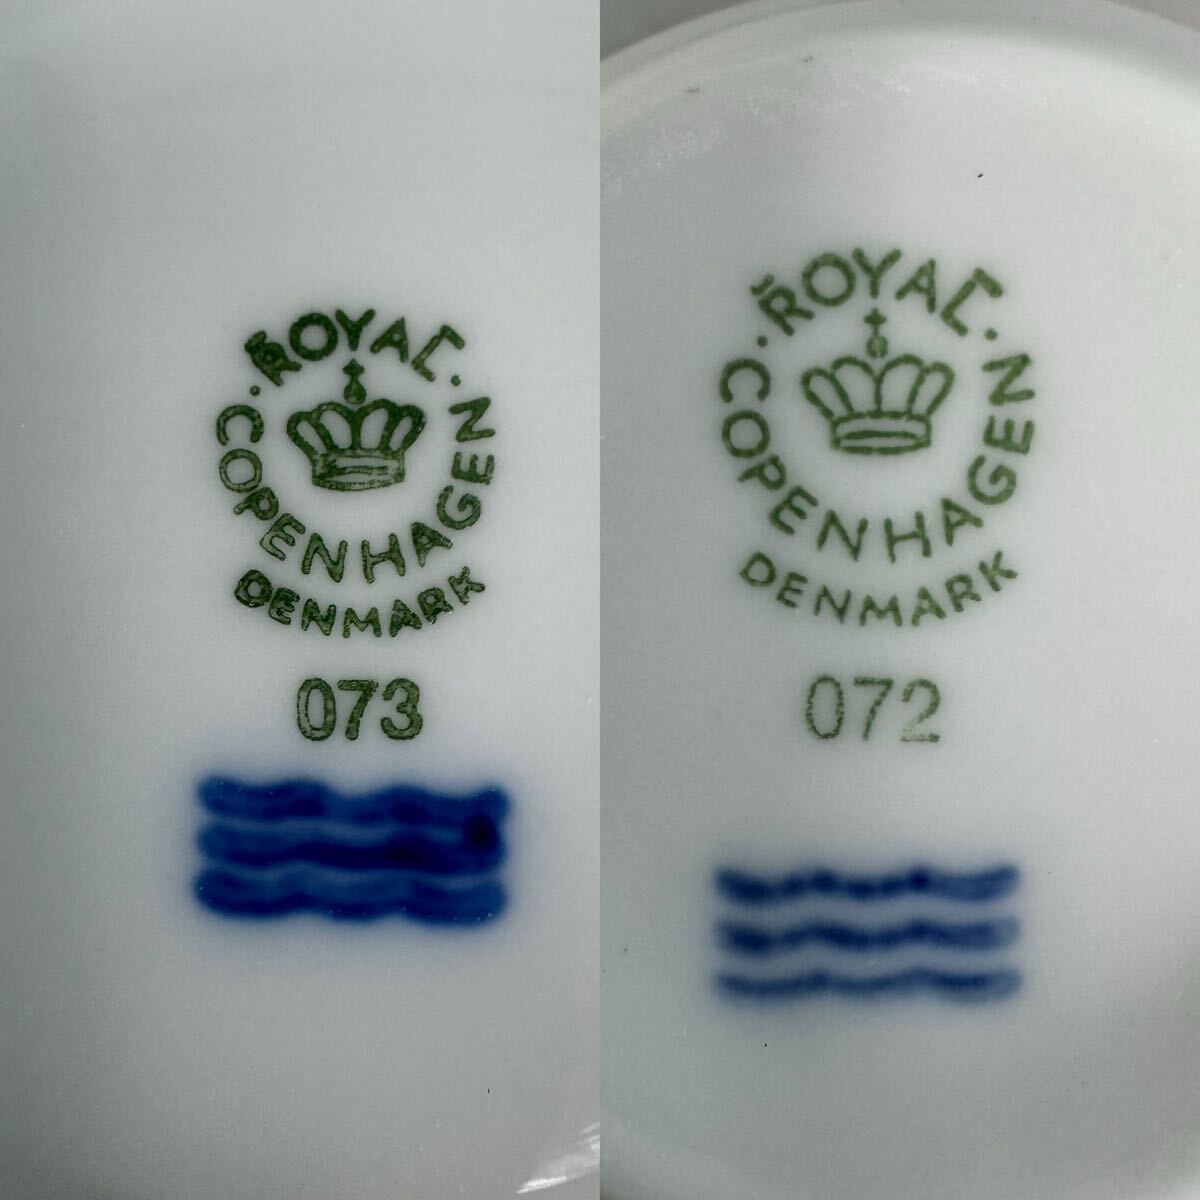 ROYAL
COPENHAGEN
DENMARK
073
ROYAL
COPENHAGEN
DENMARK
072